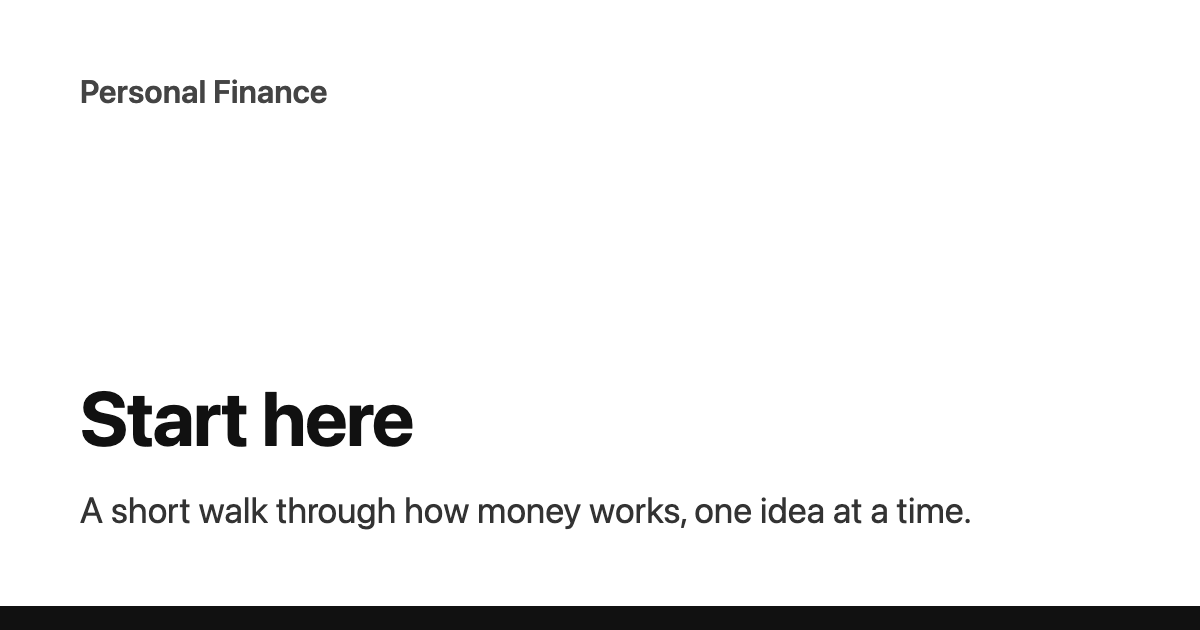 Personal Finance
Start here
A short walk through how money works, one idea at a time.